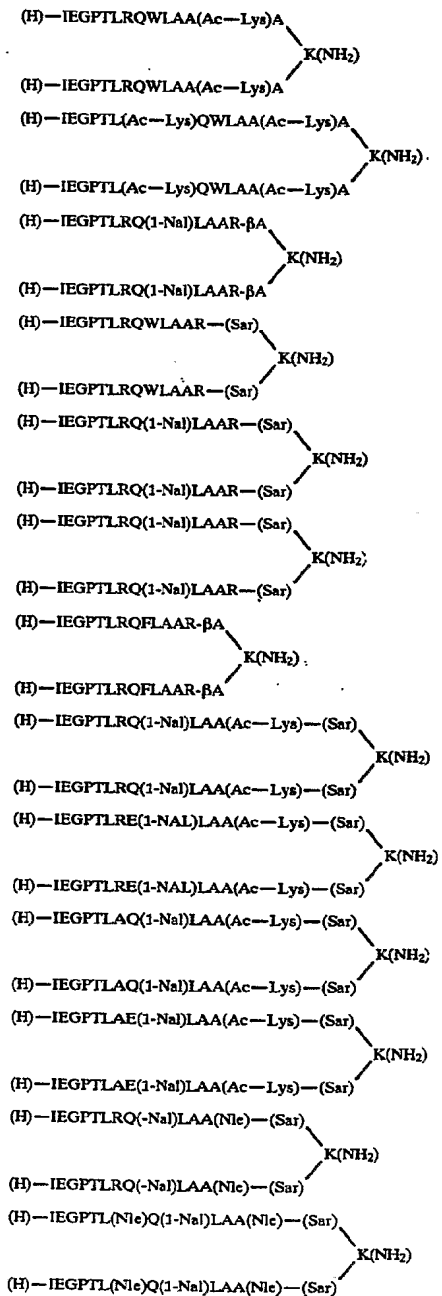 (H)—IEGPTLRQWLAA(Ac—Lys)A
K(NH2)
(H)—IEGPTLRQWLAA(Ac—Lys)A
(H)—IEGPTL(Ac—Lys)QWLAA(Ac—Lys)A
K(NH2).
(H)—IEGPTL(Ac—Lys)QWLAA(Ac—Lys)A
(H)—IEGPTLRQ(1-Nal)LAAR-βA
K(NH2)
(H)—IEGPTLRQ(1-Nal)LAAR-βA
(H)—IEGPTLRQWLAAR—(Sar)
K(NH2)
(H)—IEGPTLRQWLAAR—(Sar)
(H)—IEGPTLRQ(1-Nal)LAAR—(Sar)
K(NH2)
(H)—IEGPTLRQ(1-Nal)LAAR—(Sar)
(H)—IEGPTLRQ(1-Nal)LAAR—(Sar)
K(NH2)
(H)—IEGPTLRQ(1-Nal)LAAR—(Sar)
(H)—IEGPTLRQFLAAR-βA
K(NH2)
(H)—IEGPTLRQFLAAR-βA
(H)—IEGPTLRQ(1-Nal)LAA(Ac—Lys)—(Sar)
K(NH2)
(H)—IEGPTLRQ(1-Nal)LAA(Ac—Lys)—(Sar)
(H)—IEGPTLRE(1-NAL)LAA(Ac—Lys)—(Sar)
K(NH2)
(H)—IEGPTLRE(1-NAL)LAA(Ac—Lys)—(Sar)
(H)—IEGPTLAQ(1-Nal)LAA(Ac—Lys)—(Sar)
K(NH2)
(H)—IEGPTLAQ(1-Nal)LAA(Ac—Lys)—(Sar)
(H)—IEGPTLAE(1-Nal)LAA(Ac—Lys)—(Sar)
K(NH2)
(H)—IEGPTLAE(1-Nal)LAA(Ac—Lys)—(Sar)
(H)—IEGPTLRQ(-Nal)LAA(Nle)—(Sar)
K(NH2)
(H)—IEGPTLRQ(-Nal)LAA(Nle)—(Sar)
(H)—IEGPTL(Nle)Q(1-Nal)LAA(Nle)—(Sar)
K(NH2)
(H)—IEGPTL(Nle)Q(1-Nal)LAA(Nle)—(Sar)